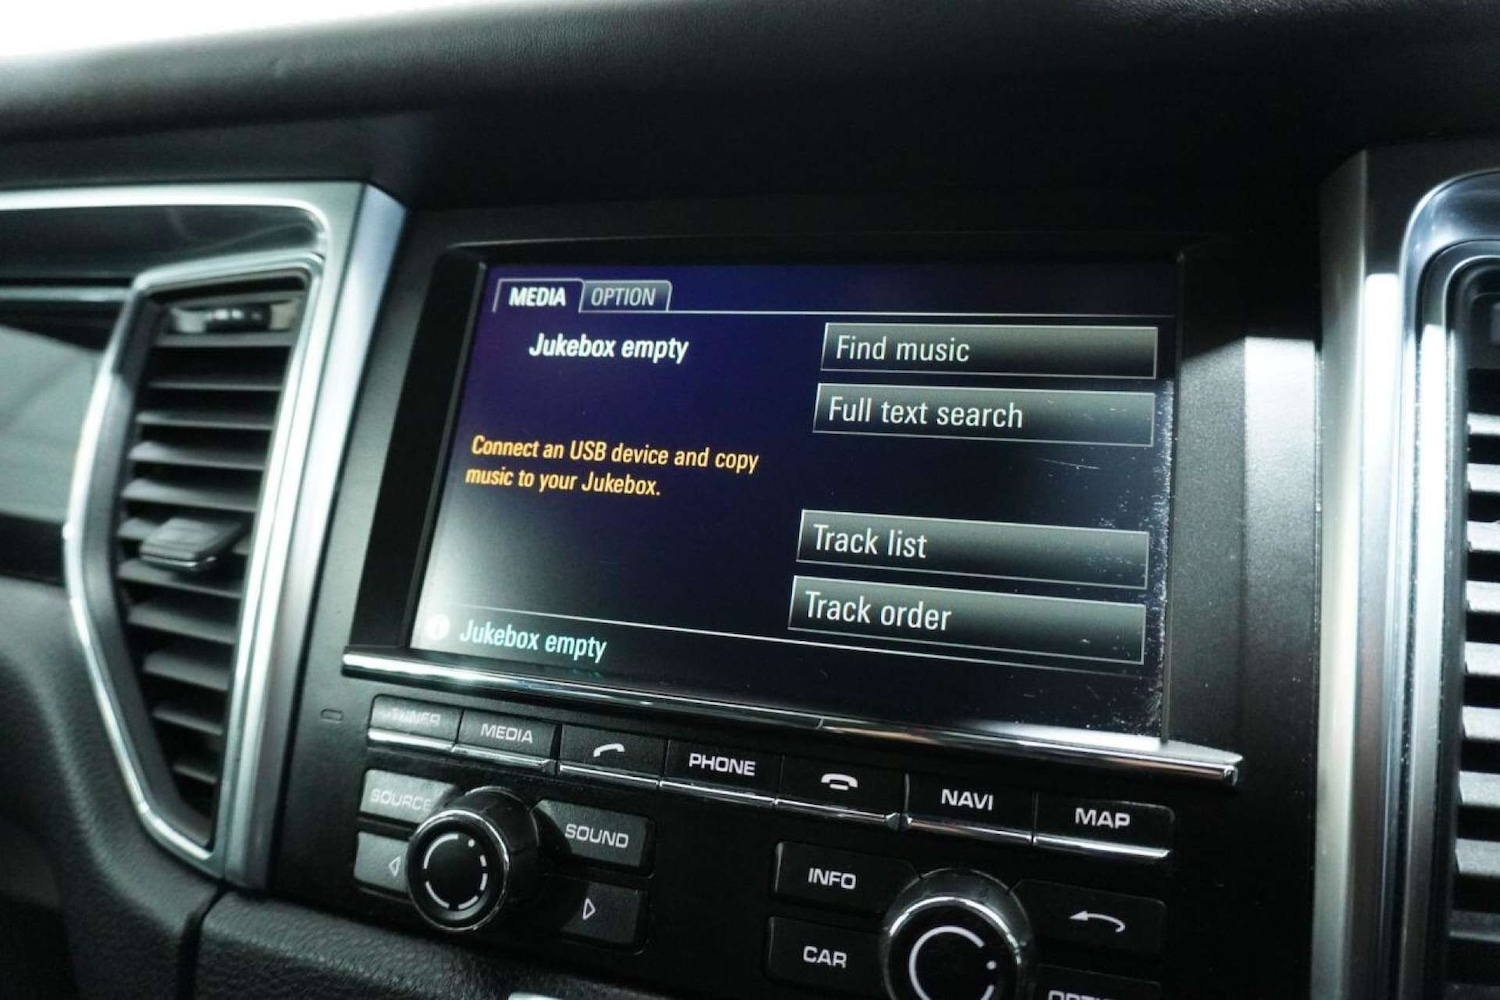 MEDIA OPTION
Jukebox empty
Find music
Full text search
Connect an USB device and copy
music to your Jukebox.
Track list
Track order
Jukebox empty
TUNER MEDIA PHONE NAVI MAP
SOURCE SOUND
INFO
CAR